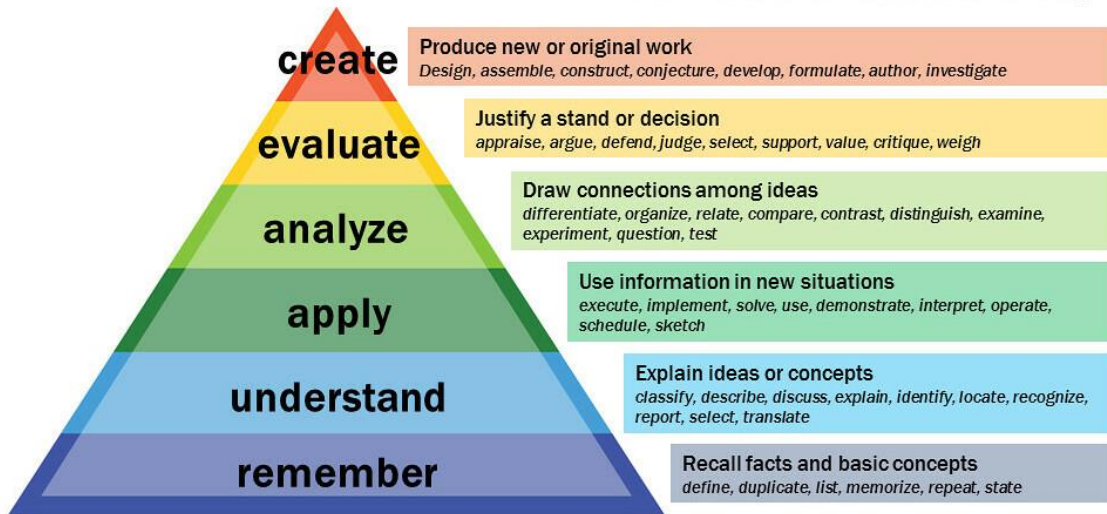 create
Produce new or original work
Design, assemble, construct, conjecture, develop, formulate, author, investigate
evaluate
Justify a stand or decision
appraise, argue, defend, judge, select, support, value, critique, weigh
analyze
Draw connections among ideas
differentiate, organize, relate, compare, contrast, distinguish, examine,
experiment, question, test
apply
Use information in new situations
execute, implement, solve, use, demonstrate, interpret, operate,
schedule, sketch
understand
Explain ideas or concepts
classify, describe, discuss, explain, identify, locate, recognize,
report, select, translate
remember
Recall facts and basic concepts
define, duplicate, list, memorize, repeat, state